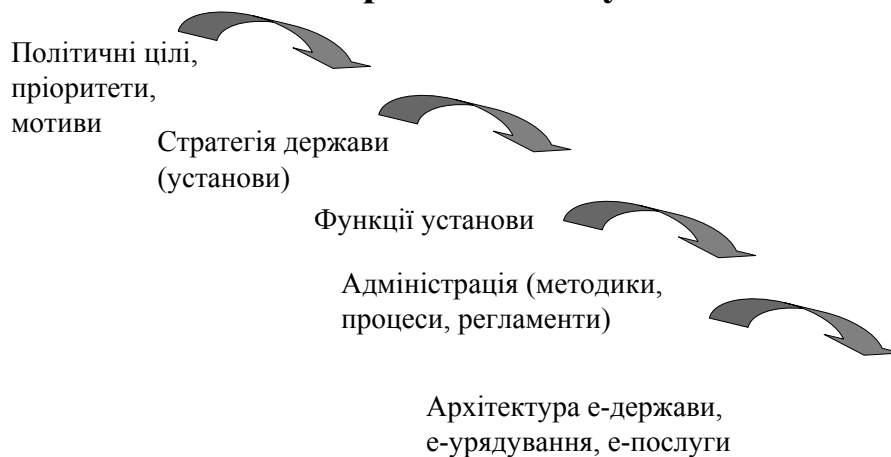 Політичні цілі,
пріоритети,
мотиви
Стратегія держави
(установи)
Функції установи
Адміністрація (методики,
процеси, регламенти)
Архітектура е-держави,
е-урядування, е-послуги